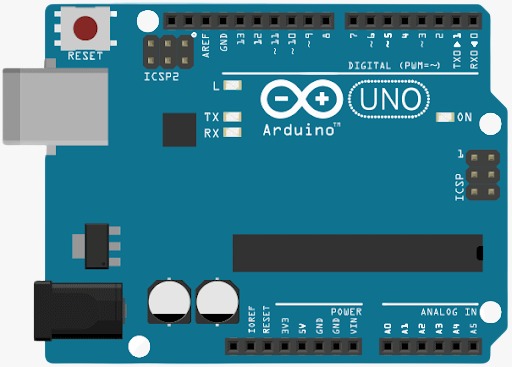 RESET
ICSP2
AREF
GND
13
12
~11
~10
~9
8
7
~6
~5
4
~3
2
TX0▶1
RX0◀0
DIGITAL (PWM=~)
L
TX
RX
Arduino™
UNO
ON
1
ICSP
POWER
ANALOG IN
IOREF
RESET
3V3
5V
GND
GND
VIN
A0
A1
A2
A3
A4
A5